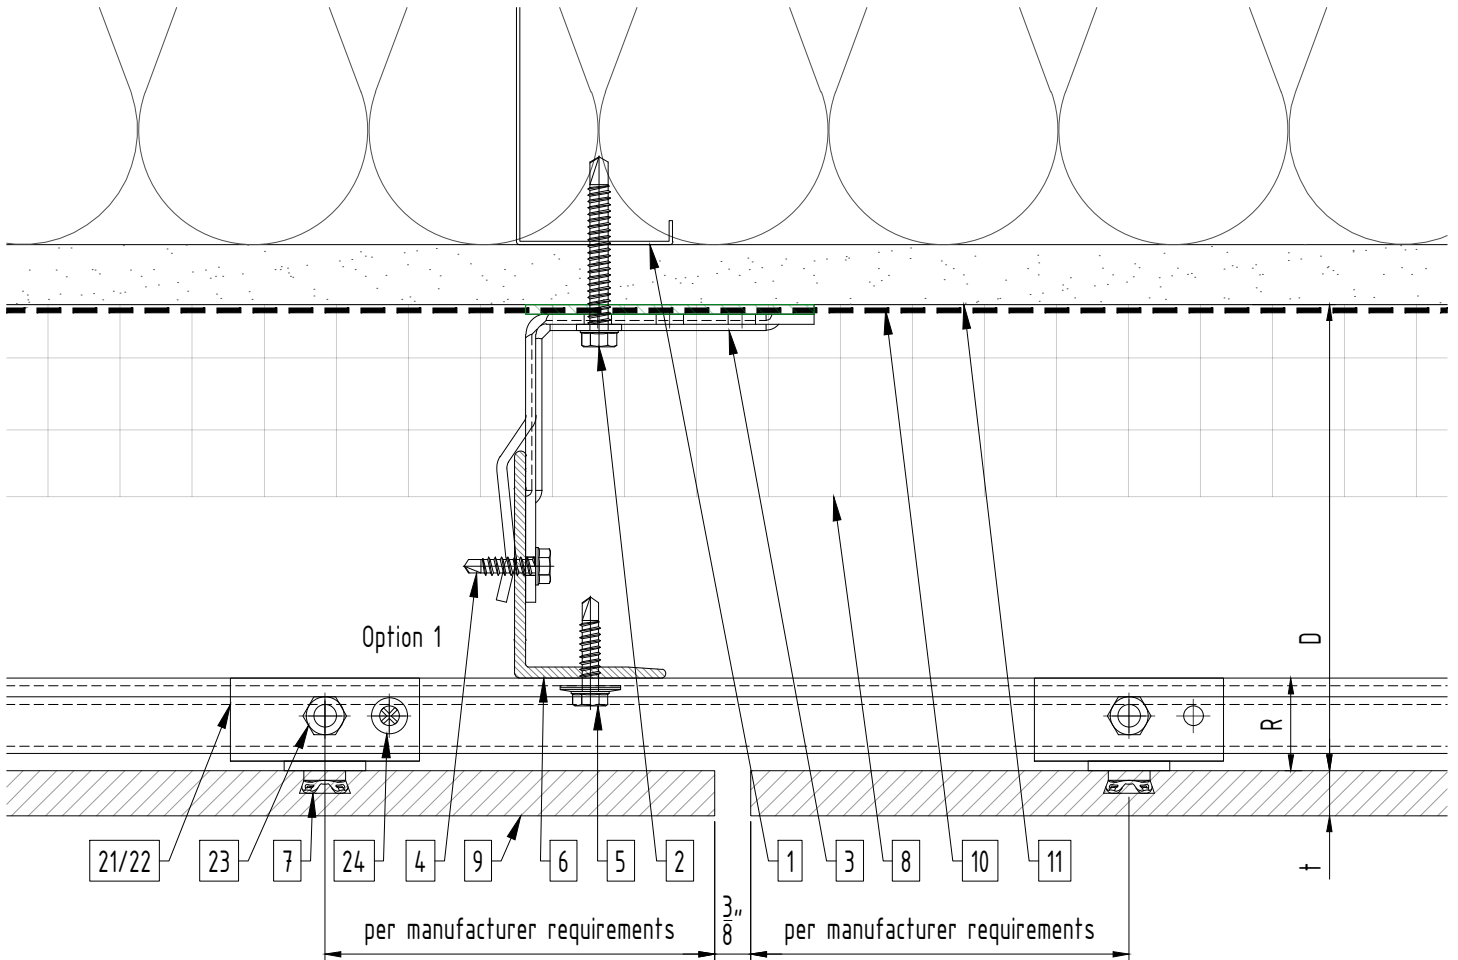 Option 1
D
R
21/22 23 7 24 4 9 6 5 2 1 3 8 10 11
t
per manufacturer requirements 3/8" per manufacturer requirements